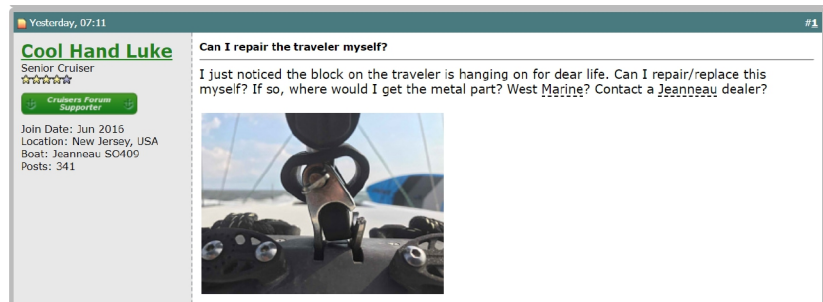 Yesterday, 07:11
#1
Cool Hand Luke
Senior Cruiser
Cruisers Forum
Supporter
Join Date: Jun 2016
Location: New Jersey, USA
Boat: Jeanneau SO409
Posts: 341
Can I repair the traveler myself?
I just noticed the block on the traveler is hanging on for dear life. Can I repair/replace this
myself? If so, where would I get the metal part? West Marine? Contact a Jeanneau dealer?